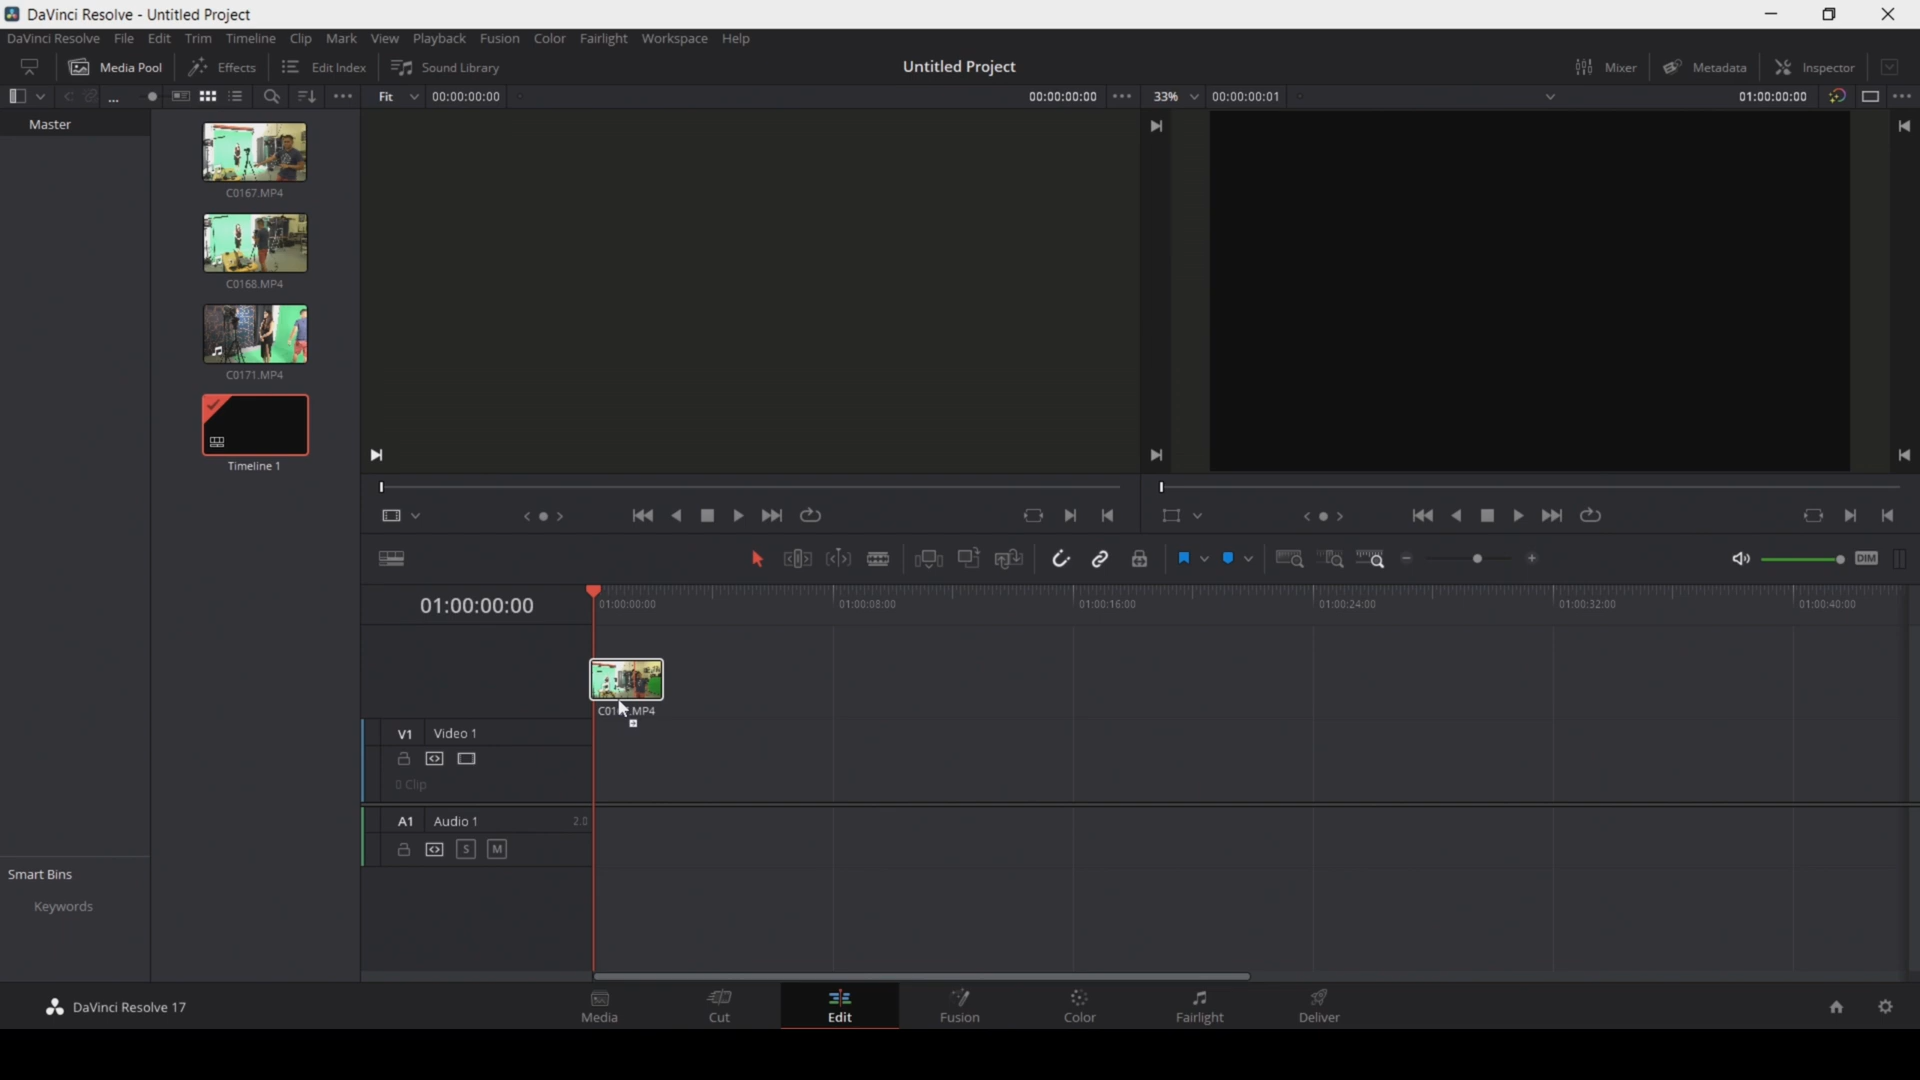 DaVinci Resolve - Untitled Project
DaVinci Resolve File Edit Trim Timeline Clip Mark View Playback Fusion Color Fairlight Workspace Help
Media Pool Effects Edit Index Sound Library Untitled Project Mixer Metadata Inspector
Fit 00:00:00:00 00:00:00:00 33% 00:00:00:01 01:00:00:00
Master
C0167.MP4
C0168.MP4
C0171.MP4
Timeline 1
DIM
01:00:00:00 01:00:00:00 01:00:08:00 01:00:16:00 01:00:24:00 01:00:32:00 01:00:40:00
.MP4
V1 Video 1
0 Clip
A1 Audio 1 2.0
S M
Smart Bins
Keywords
DaVinci Resolve 17 Media Cut Edit Fusion Color Fairlight Deliver